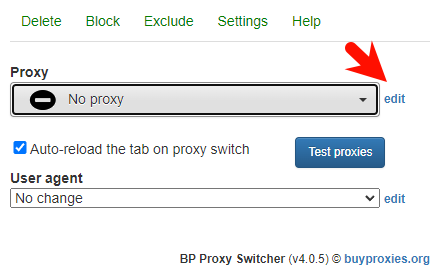 Delete Block Exclude Settings Help
Proxy
No proxy edit
Auto-reload the tab on proxy switch Test proxies
User agent
No change edit
BP Proxy Switcher (v4.0.5) © buyproxies.org